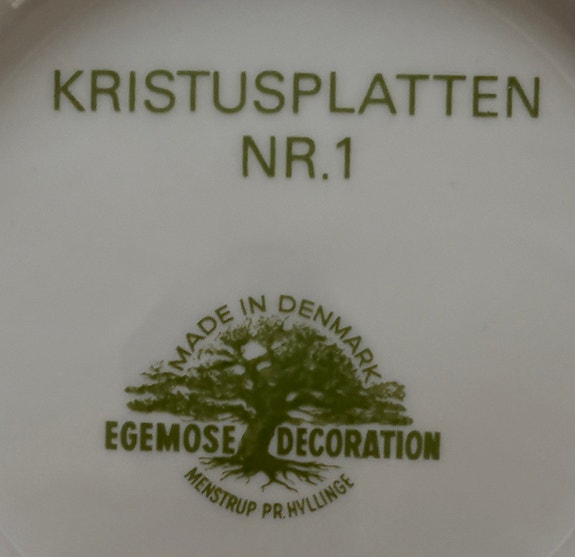 KRISTUSPLATTEN
NR.1
MADE IN DENMARK
EGEMOSE DECORATION
MENSTRUP PR. HYLLINGE